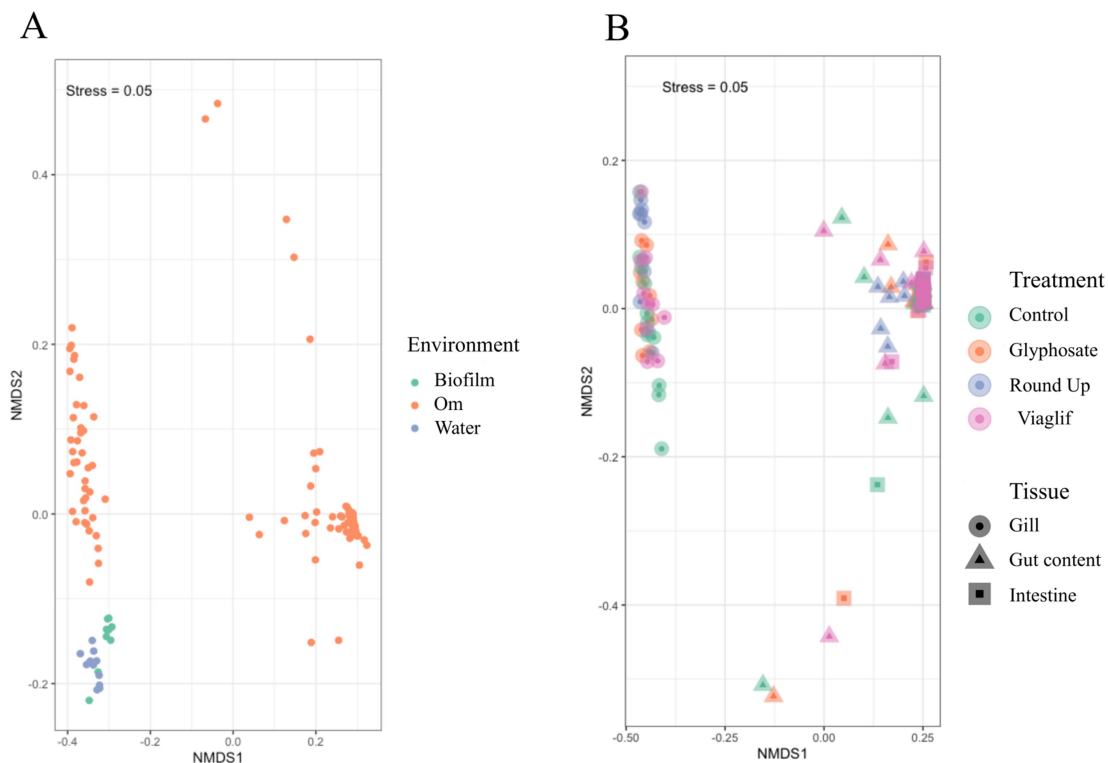 A
Stress = 0.05
0.4
0.2
0.0
-0.2
NMDS2
-0.4
-0.2
0.0
0.2
NMDS1
Environment
Biofilm
Om
Water
B
Stress = 0.05
0.2
0.0
-0.2
-0.4
NMDS2
-0.50
-0.25
0.00
0.25
NMDS1
Treatment
Control
Glyphosate
Round Up
Viaglif
Tissue
Gill
Gut content
Intestine